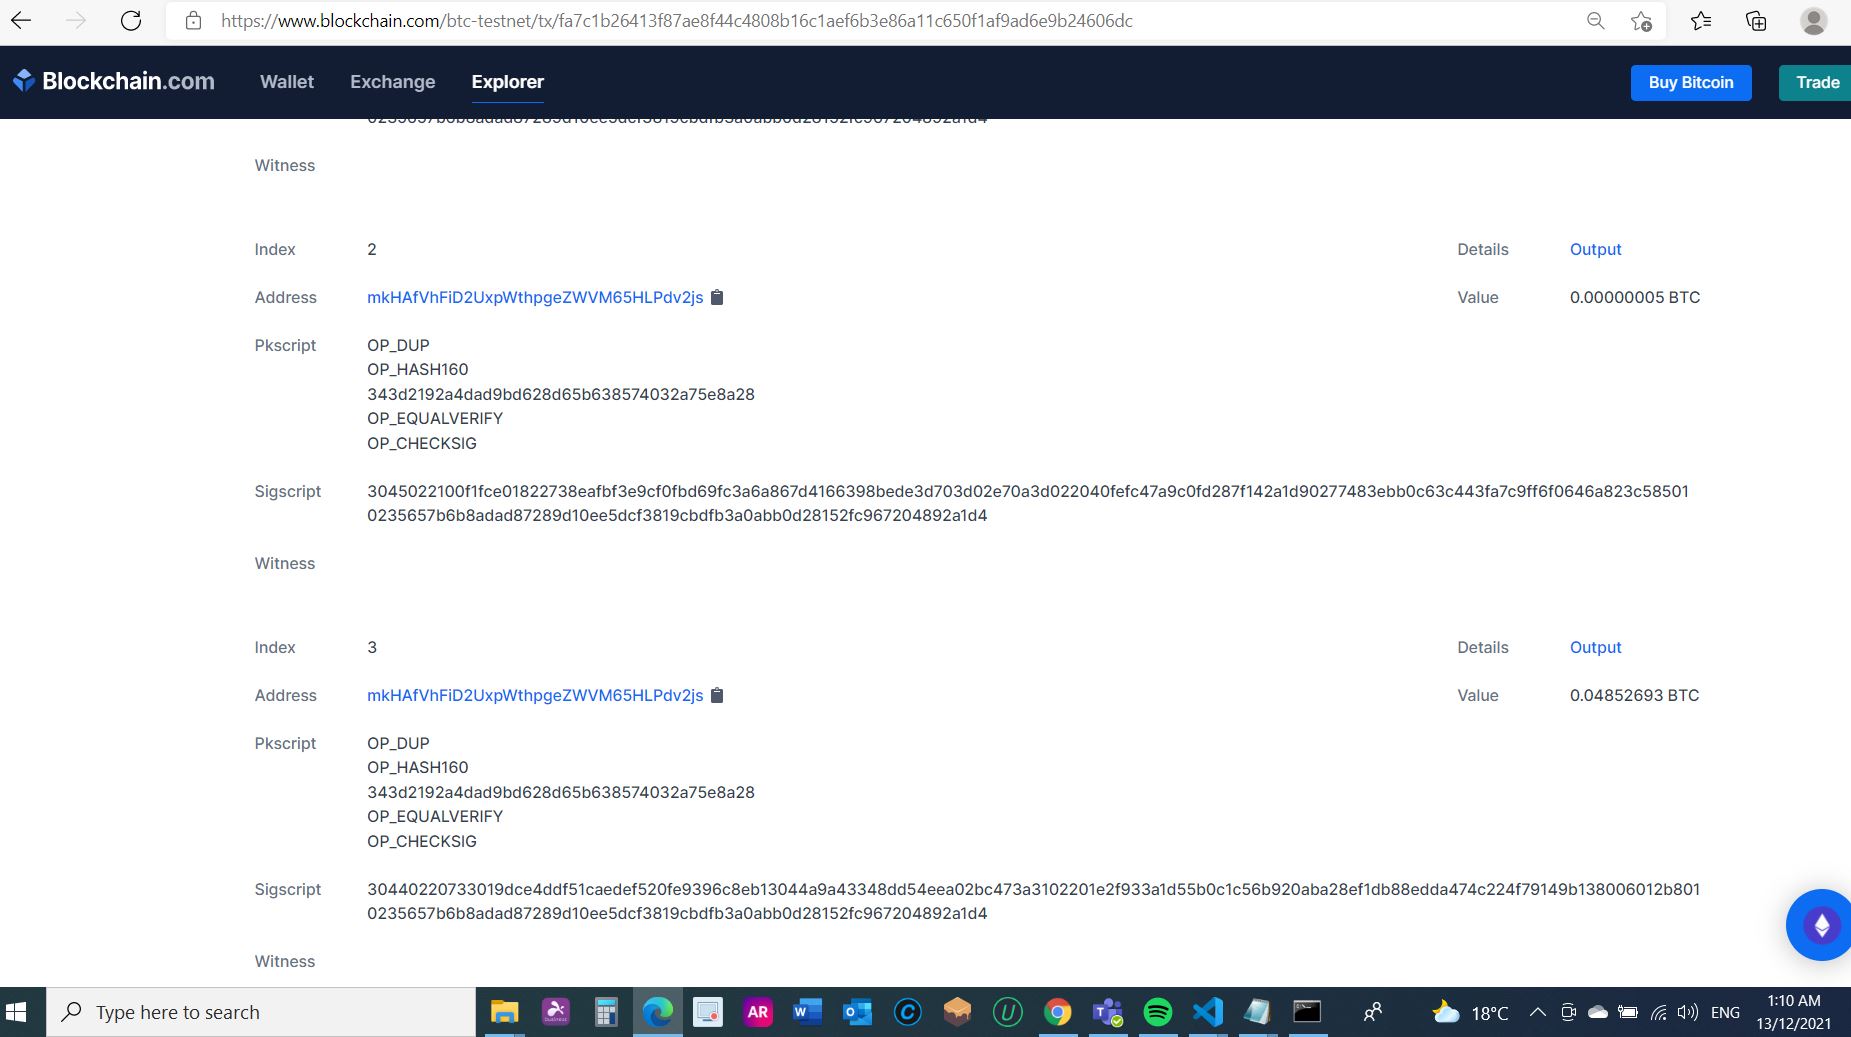 https://www.blockchain.com/btc-testnet/tx/fa7c1b26413f87ae8f44c4808b16c1aef6b3e86a11c650f1af9ad6e9b24606dc
Blockchain.com Wallet Exchange Explorer Buy Bitcoin Trade
0235657b6b8adad87289d10ee5dcf3819cbdfb3a0abb0d28152fc967204892a1d4
Witness
Index 2 Details Output
Address mkHAfVhFiD2UxpWthpgeZWVM65HLPdv2js Value 0.00000005 BTC
Pkscript OP_DUP
OP_HASH160
343d2192a4dad9bd628d65b638574032a75e8a28
OP_EQUALVERIFY
OP_CHECKSIG
Sigscript 3045022100f1fce01822738eafbf3e9cf0fbd69fc3a6a867d4166398bede3d703d02e70a3d022040fefc47a9c0fd287f142a1d90277483ebb0c63c443fa7c9ff6f0646a823c58501
0235657b6b8adad87289d10ee5dcf3819cbdfb3a0abb0d28152fc967204892a1d4
Witness
Index 3 Details Output
Address mkHAfVhFiD2UxpWthpgeZWVM65HLPdv2js Value 0.04852693 BTC
Pkscript OP_DUP
OP_HASH160
343d2192a4dad9bd628d65b638574032a75e8a28
OP_EQUALVERIFY
OP_CHECKSIG
Sigscript 30440220733019dce4ddf51caedef520fe9396c8eb13044a9a43348dd54eea02bc473a3102201e2f933a1d55b0c1c56b920aba28ef1db88edda474c224f79149b138006012b801
0235657b6b8adad87289d10ee5dcf3819cbdfb3a0abb0d28152fc967204892a1d4
Witness
Type here to search AR 18°C ENG 1:10 AM
13/12/2021